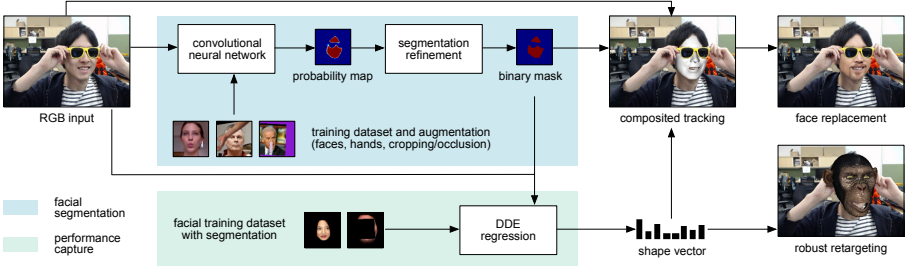 convolutional
neural network
probability map
segmentation
refinement
binary mask
RGB input
training dataset and augmentation
(faces, hands, cropping/occlusion)
composited tracking
face replacement
facial
segmentation
performance
capture
facial training dataset
with segmentation
DDE
regression
shape vector
robust retargeting